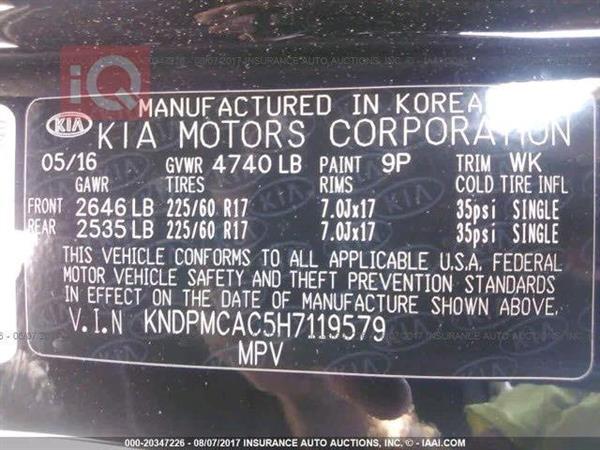 iQ
MANUFACTURED IN KOREA
KIA KIA MOTORS CORPORATION
05/16 GVWR 4740 LB PAINT 9P TRIM WK
GAWR TIRES RIMS COLD TIRE INFL
FRONT 2646 LB 225/60 R17 7.0Jx17 35psi SINGLE
REAR 2535 LB 225/60 R17 7.0Jx17 35psi SINGLE
THIS VEHICLE CONFORMS TO ALL APPLICABLE U.S.A. FEDERAL
MOTOR VEHICLE SAFETY AND THEFT PREVENTION STANDARDS
IN EFFECT ON THE DATE OF MANUFACTURE SHOWN ABOVE.
V.I.N KNDPMCAC5H7119579
MPV
000-20347226 - 08/07/2017 INSURANCE AUTO AUCTIONS, INC. - © IAAI.COM